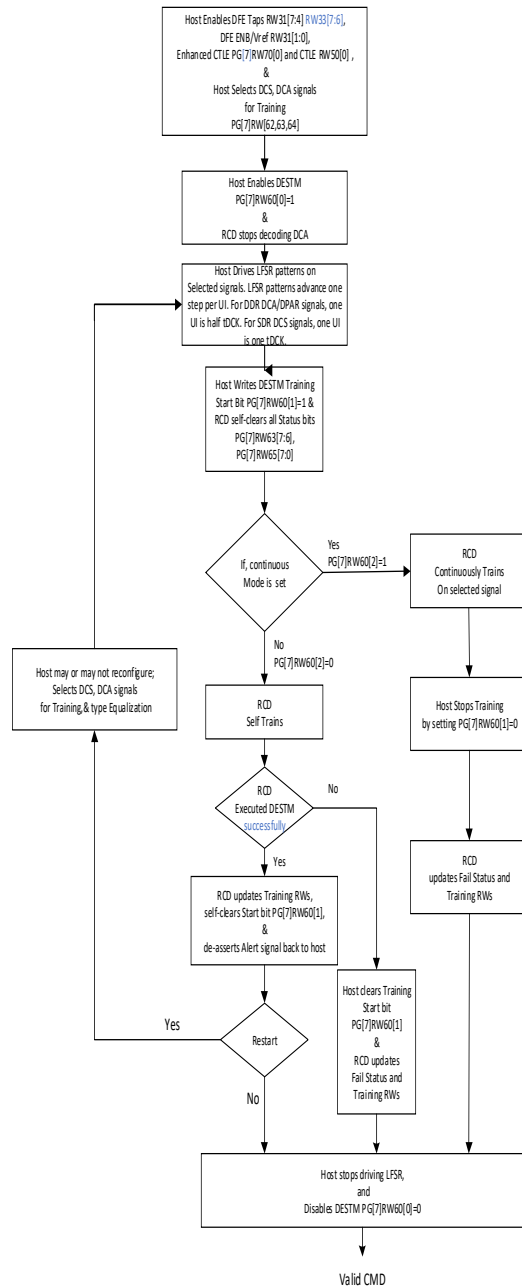 Host Enables DFE Taps RW31[7:4] RW33[7:6],
DFE ENB/Vref RW31[1:0],
Enhanced CTLE PG[7]RW70[0] and CTLE RW50[0] ,
&
Host Selects DCS, DCA signals
for Training
PG[7]RW[62,63,64]
Host Enables DESTM
PG[7]RW60[0]=1
&
RCD stops decoding DCA
Host Drives LFSR patterns on
Selected signals. LFSR patterns advance one
step per UI. For DDR DCA/DPAR signals, one
UI is half tDCK. For SDR DCS signals, one UI
is one tDCK.
Host Writes DESTM Training
Start Bit PG[7]RW60[1]=1 &
RCD self-clears all Status bits
PG[7]RW63[7:6],
PG[7]RW65[7:0]
If, continuous
Mode is set
Yes
PG[7]RW60[2]=1
RCD
Continuously Trains
On selected signal
No
PG[7]RW60[2]=0
Host may or may not reconfigure;
Selects DCS, DCA signals
for Training,& type Equalization
RCD
Self Trains
Host Stops Training
by setting PG[7]RW60[1]=0
RCD
Executed DESTM
successfully
No
Yes
RCD
updates Fail Status and
Training RWs
RCD updates Training RWs,
self-clears Start bit PG[7]RW60[1],
&
de-asserts Alert signal back to host
Host clears Training
Start bit
PG[7]RW60[1]
&
RCD updates
Fail Status and
Training RWs
Restart
Yes
No
Host stops driving LFSR,
and
Disables DESTM PG[7]RW60[0]=0
Valid CMD